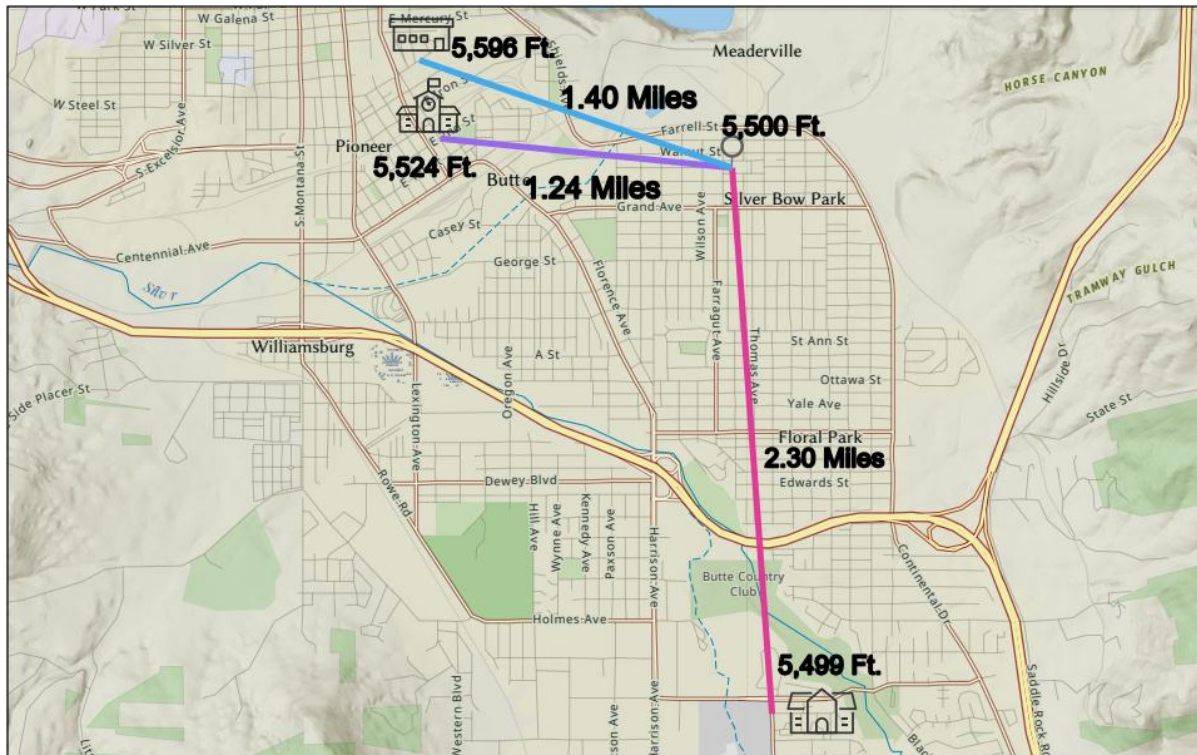 W Park St
W Galena St
E Mercury St
W Silver St
5,596 Ft.
Meaderville
HORSE CANYON
W Steel St
1.40 Miles
Farrell St
5,500 Ft.
S Excelsior Ave
Pioneer
Walnut St
5,524 Ft.
Butte
1.24 Miles
Silver Bow Park
S Montana St
Grand Ave
Wilson Ave
Casey St
Centennial Ave
George St
Florence Ave
TRAMWAY GULCH
Farragut Ave
Thomas Ave
St Ann St
Williamsburg
A St
Oregon Ave
Lexington Ave
Ottawa St
Yale Ave
Hillside Dr
State St
Side Placer St
Floral Park
2.30 Miles
Edwards St
Rowe Rd
Dewey Blvd
Hill Ave
Wynne Ave
Kennedy Ave
Paxson Ave
Harrison Ave
Continental Dr
Butte Country
Club
Holmes Ave
5,499 Ft.
Saddle Rock Rd
Western Blvd
Harrison Ave